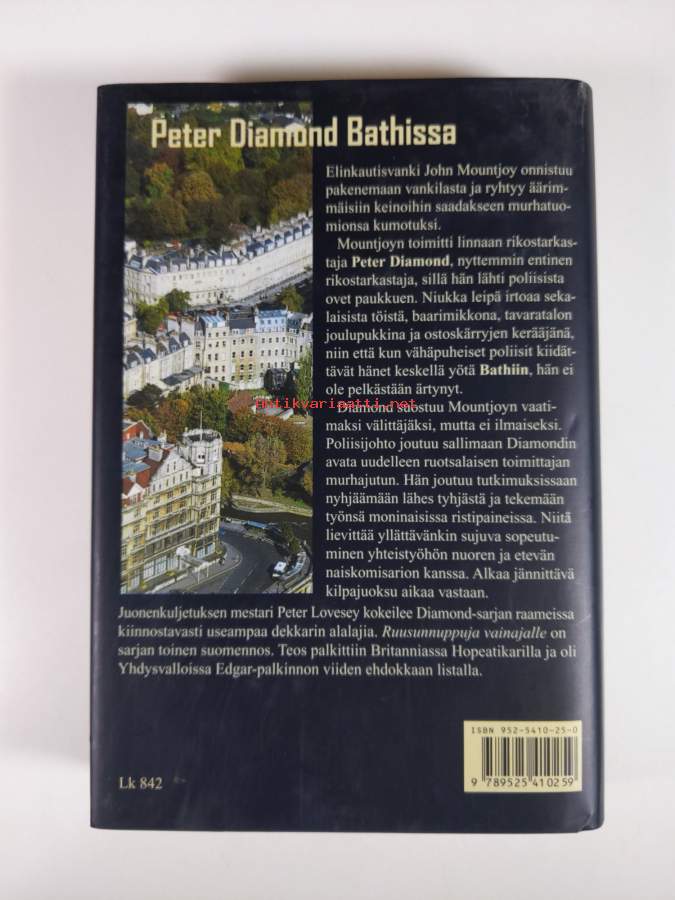 Peter Diamond Bathissa
Elinkautisvanki John Mountjoy onnistuu
pakenemaan vankilasta ja ryhtyy äärim-
mäisiin keinoihin saadakseen murhatuo-
mionsa kumotuksi.
Mountjoyn toimitti linnaan rikostarkas-
taja Peter Diamond, nyttemmin entinen
rikostarkastaja, sillä hän lähti poliisista
ovet paukkuen. Niukka leipä irtoaa seka-
laisista töistä, baarimikkona, tavaratalon
joulupukkina ja ostoskärryjen kerääjänä,
niin että kun vähäpuheiset poliisit kiidät-
tävät hänet keskellä yötä Bathiin, hän ei
ole pelkästään ärtynyt.
antikvariaatti.net
Diamond suostuu Mountjoyn vaati-
maksi välittäjäksi, mutta ei ilmaiseksi.
Poliisijohto joutuu sallimaan Diamondin
avata uudelleen ruotsalaisen toimittajan
murhajutun. Hän joutuu tutkimuksissaan
nyhjäämään lähes tyhjästä ja tekemään
työnsä moninaisissa ristipaineissa. Niitä
lievittää yllättävänkin sujuva sopeutu-
minen yhteistyöhön nuoren ja etevän
naiskomisarion kanssa. Alkaa jännittävä
kilpajuoksu aikaa vastaan.
Juonenkuljetuksen mestari Peter Lovesey kokeilee Diamond-sarjan raameissa
kiinnostavasti useampaa dekkarin alalajia. Ruusunnuppuja vainajalle on
sarjan toinen suomennos. Teos palkittiin Britanniassa Hopeatikarilla ja oli
Yhdysvalloissa Edgar-palkinnon viiden ehdokkaan listalla.
ISBN 952-5410-25-0
9 789525 410259
Lk 842